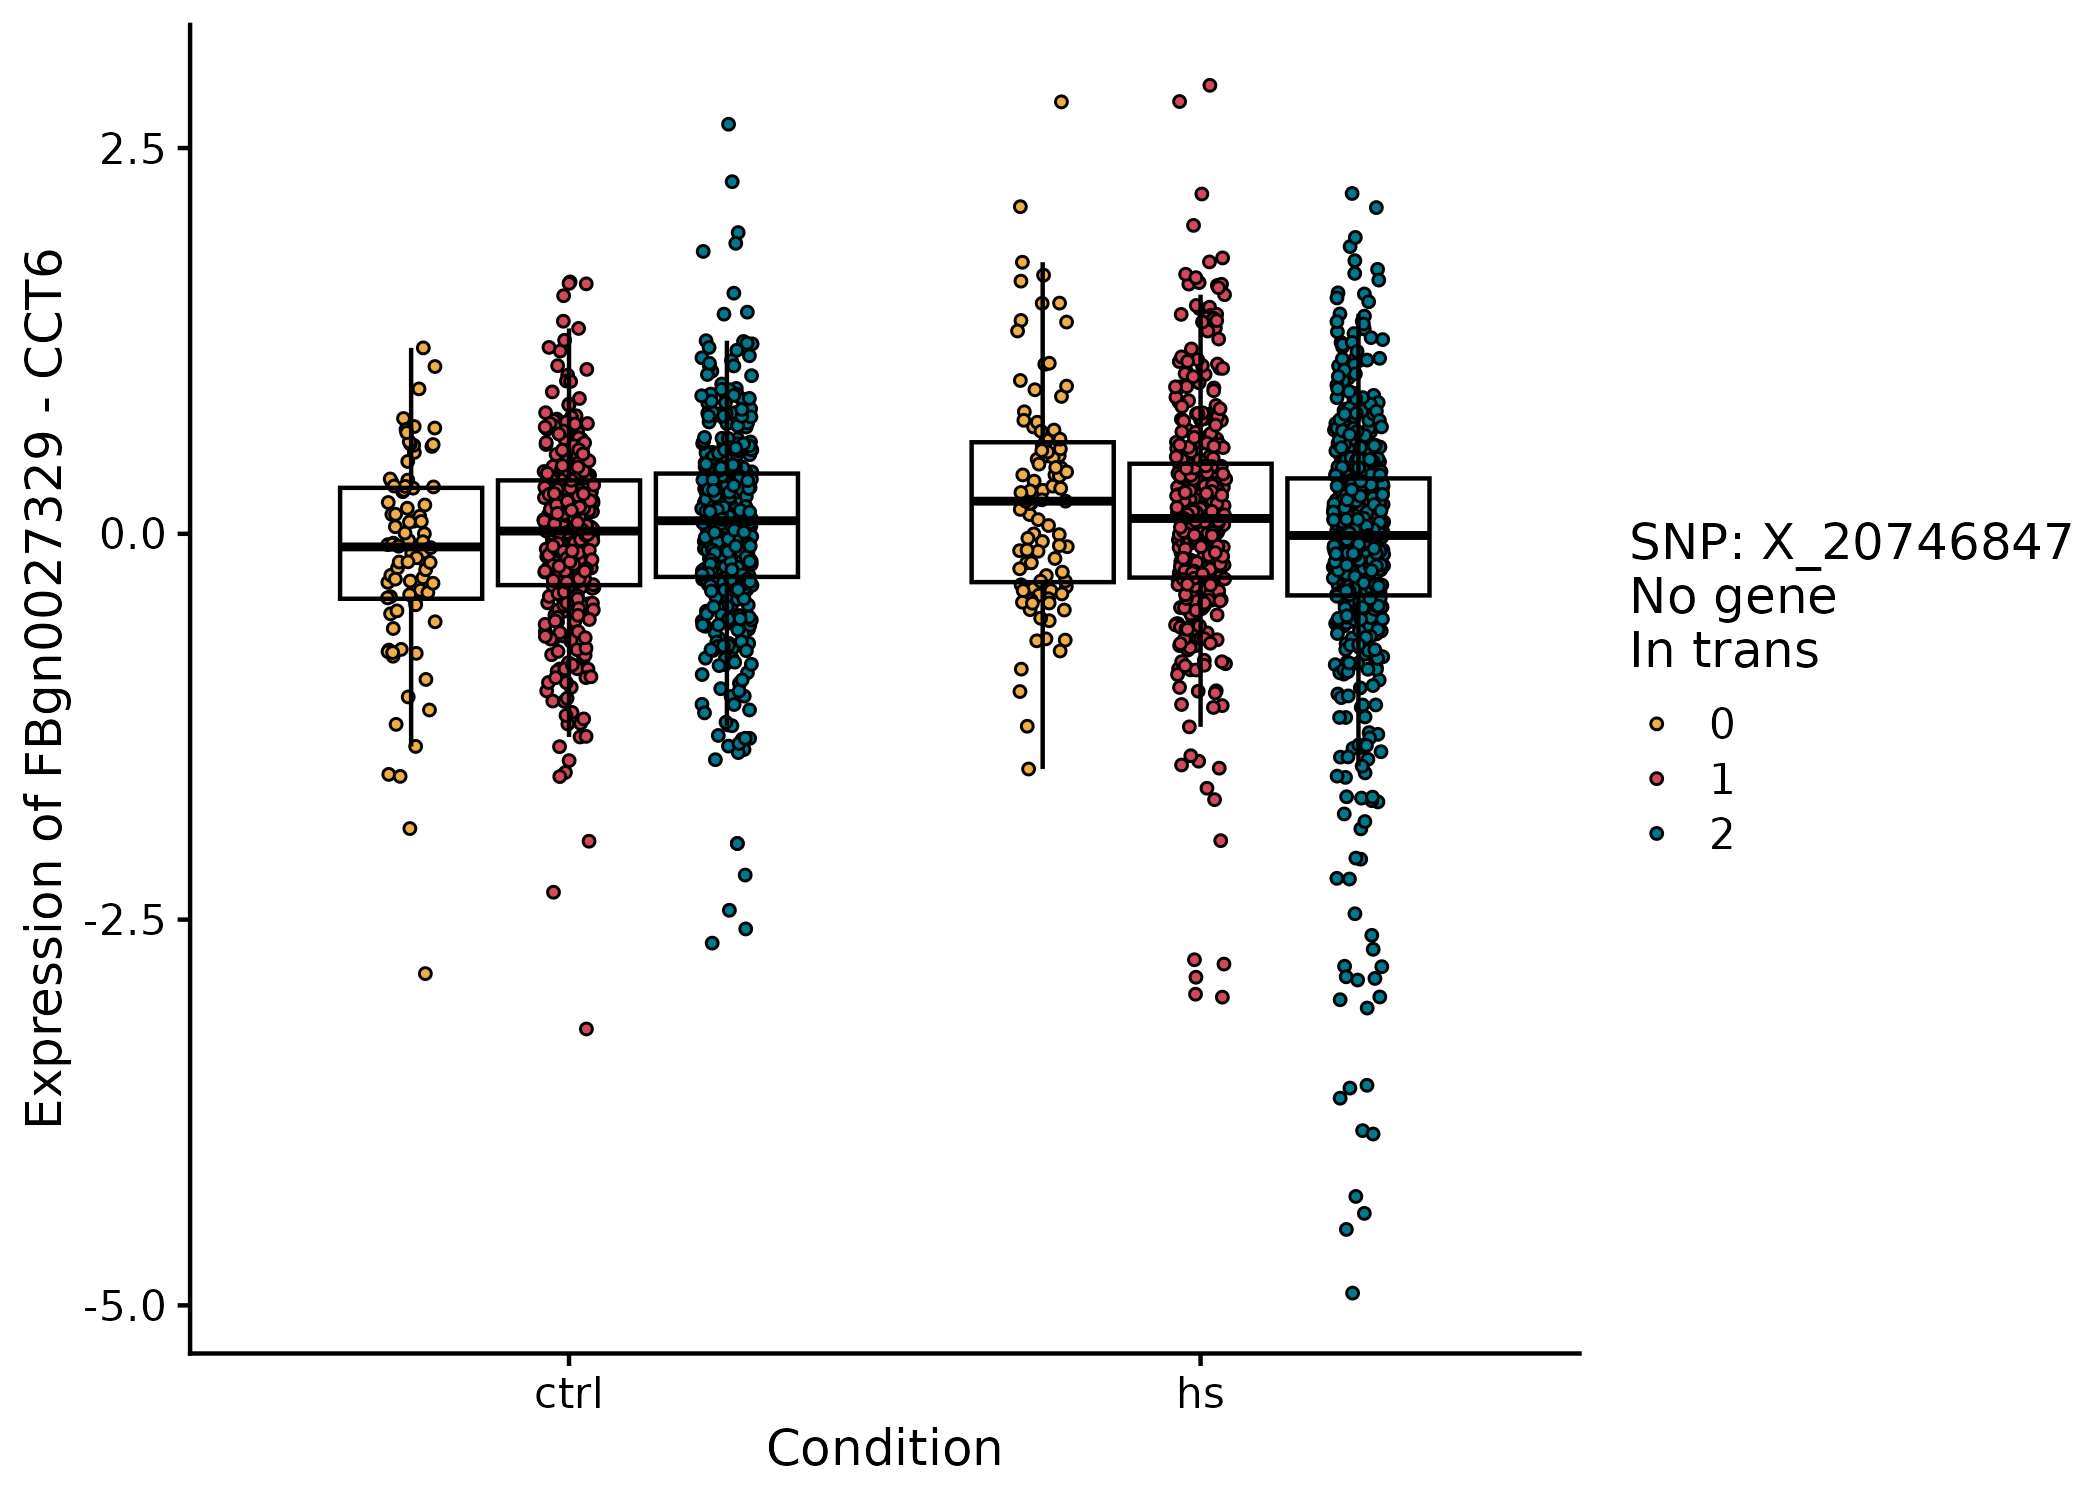 Expression of FBgn0027329 - CCT6
2.5
0.0
-2.5
-5.0
ctrl
hs
Condition
SNP: X_20746847
No gene
In trans
0
1
2